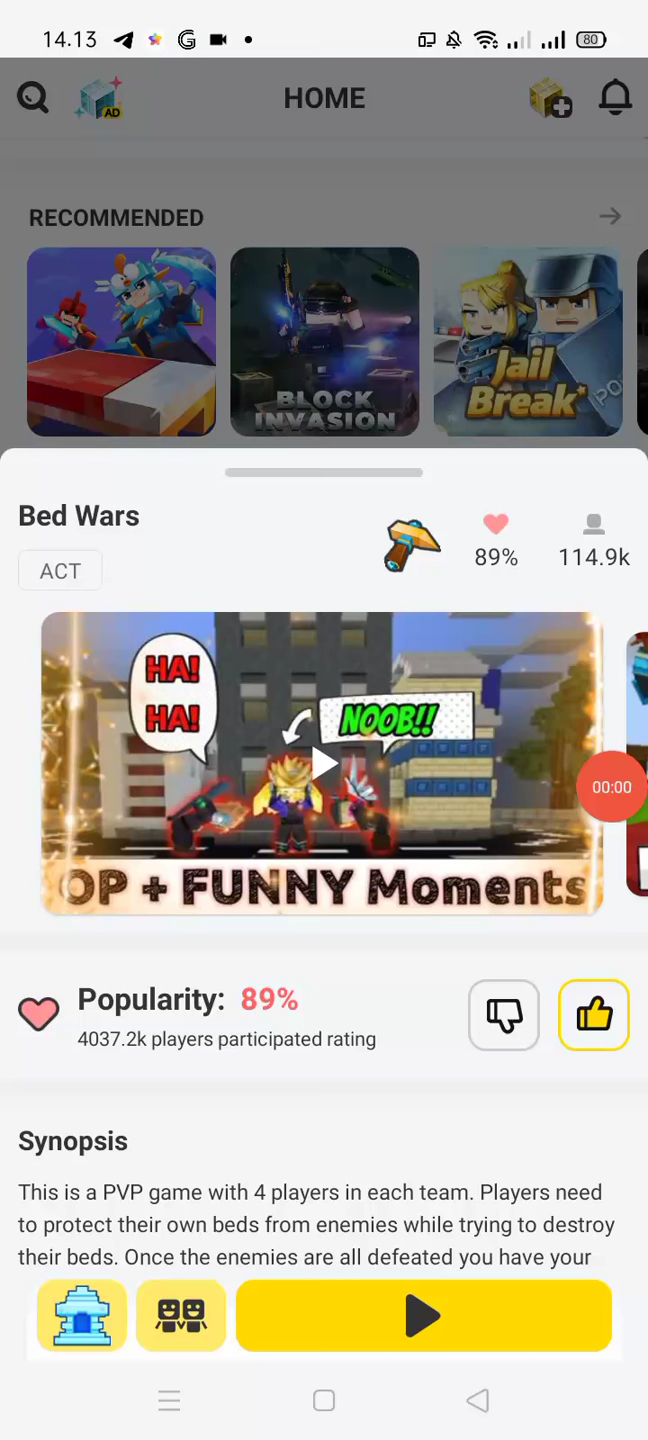 14.13
80
AD
HOME
RECOMMENDED
BLOCK
INVASION
Jail
Break
Bed Wars
ACT
89%
114.9k
HA!
HA!
NOOB!!
00:00
OP + FUNNY Moments
Popularity: 89%
4037.2k players participated rating
Synopsis
This is a PVP game with 4 players in each team. Players need
to protect their own beds from enemies while trying to destroy
their beds. Once the enemies are all defeated you have your